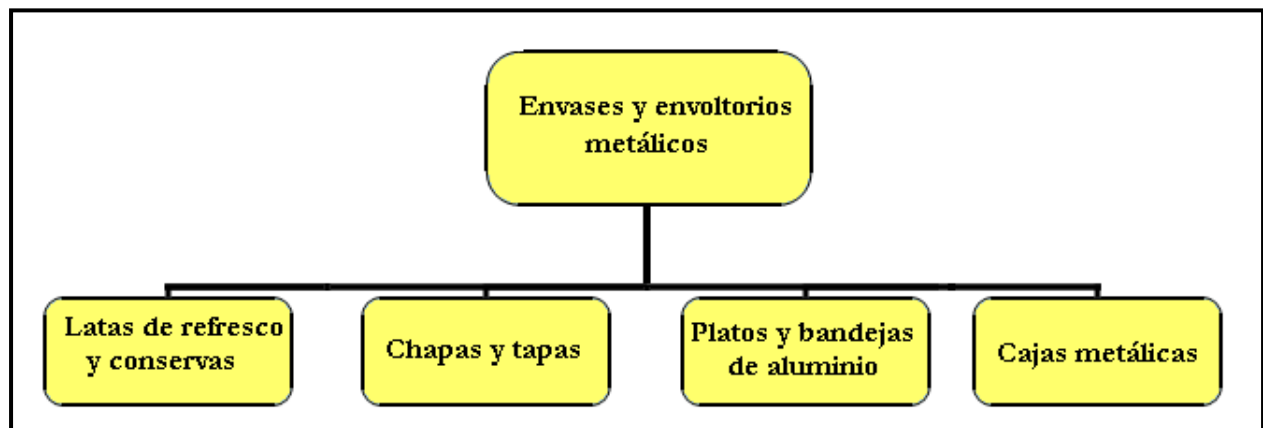 Envases y envoltorios
metálicos
Latas de refresco
y conservas
Chapas y tapas
Platos y bandejas
de aluminio
Cajas metálicas